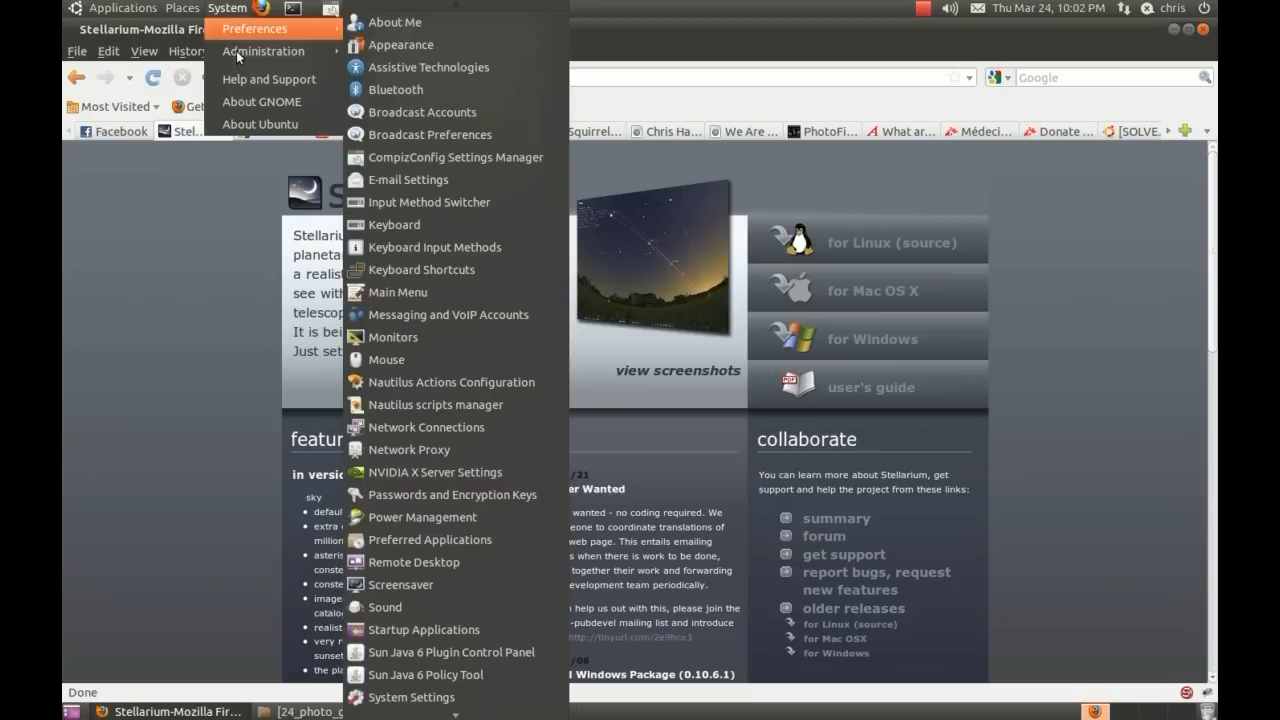 Applications Places System
Thu Mar 24, 10:02 PM chris
Stellarium-Mozilla Fir
Preferences
Administration
Help and Support
About GNOME
About Ubuntu
File Edit View History
Google
Most Visited
Facebook Stel... Squirrel... Chris Ha... We Are ... PhotoFi... What ar... Médeci... Donate ... [SOLVE.
About Me
Appearance
Assistive Technologies
Bluetooth
Broadcast Accounts
Broadcast Preferences
CompizConfig Settings Manager
E-mail Settings
Input Method Switcher
Keyboard
Keyboard Input Methods
Keyboard Shortcuts
Main Menu
Messaging and VoIP Accounts
Monitors
Mouse
Nautilus Actions Configuration
Nautilus scripts manager
Network Connections
Network Proxy
NVIDIA X Server Settings
Passwords and Encryption Keys
Power Management
Preferred Applications
Remote Desktop
Screensaver
Sound
Startup Applications
Sun Java 6 Plugin Control Panel
Sun Java 6 Policy Tool
System Settings
planeta
a realist
see with
telescop
It is bei
Just set
view screenshots
for Linux (source)
for Mac OS X
for Windows
PDF
user's guide
in versio
sky
/21
er Wanted
wanted - no coding required. We
eone to coordinate translations of
web page. This entails emailing
s when there is work to be done,
together their work and forwarding
evelopment team periodically.
n help us out with this, please join the
-pubdevel mailing list and introduce
http://tinyurl.com/2e9hce3
/06
l Windows Package (0.10.6.1)
collaborate
You can learn more about Stellarium, get
support and help the project from these links:
summary
forum
get support
report bugs, request
new features
older releases
for Linux (source)
for Mac OSX
for Windows
Done
Stellarium-Mozilla Fir... [24_photo_